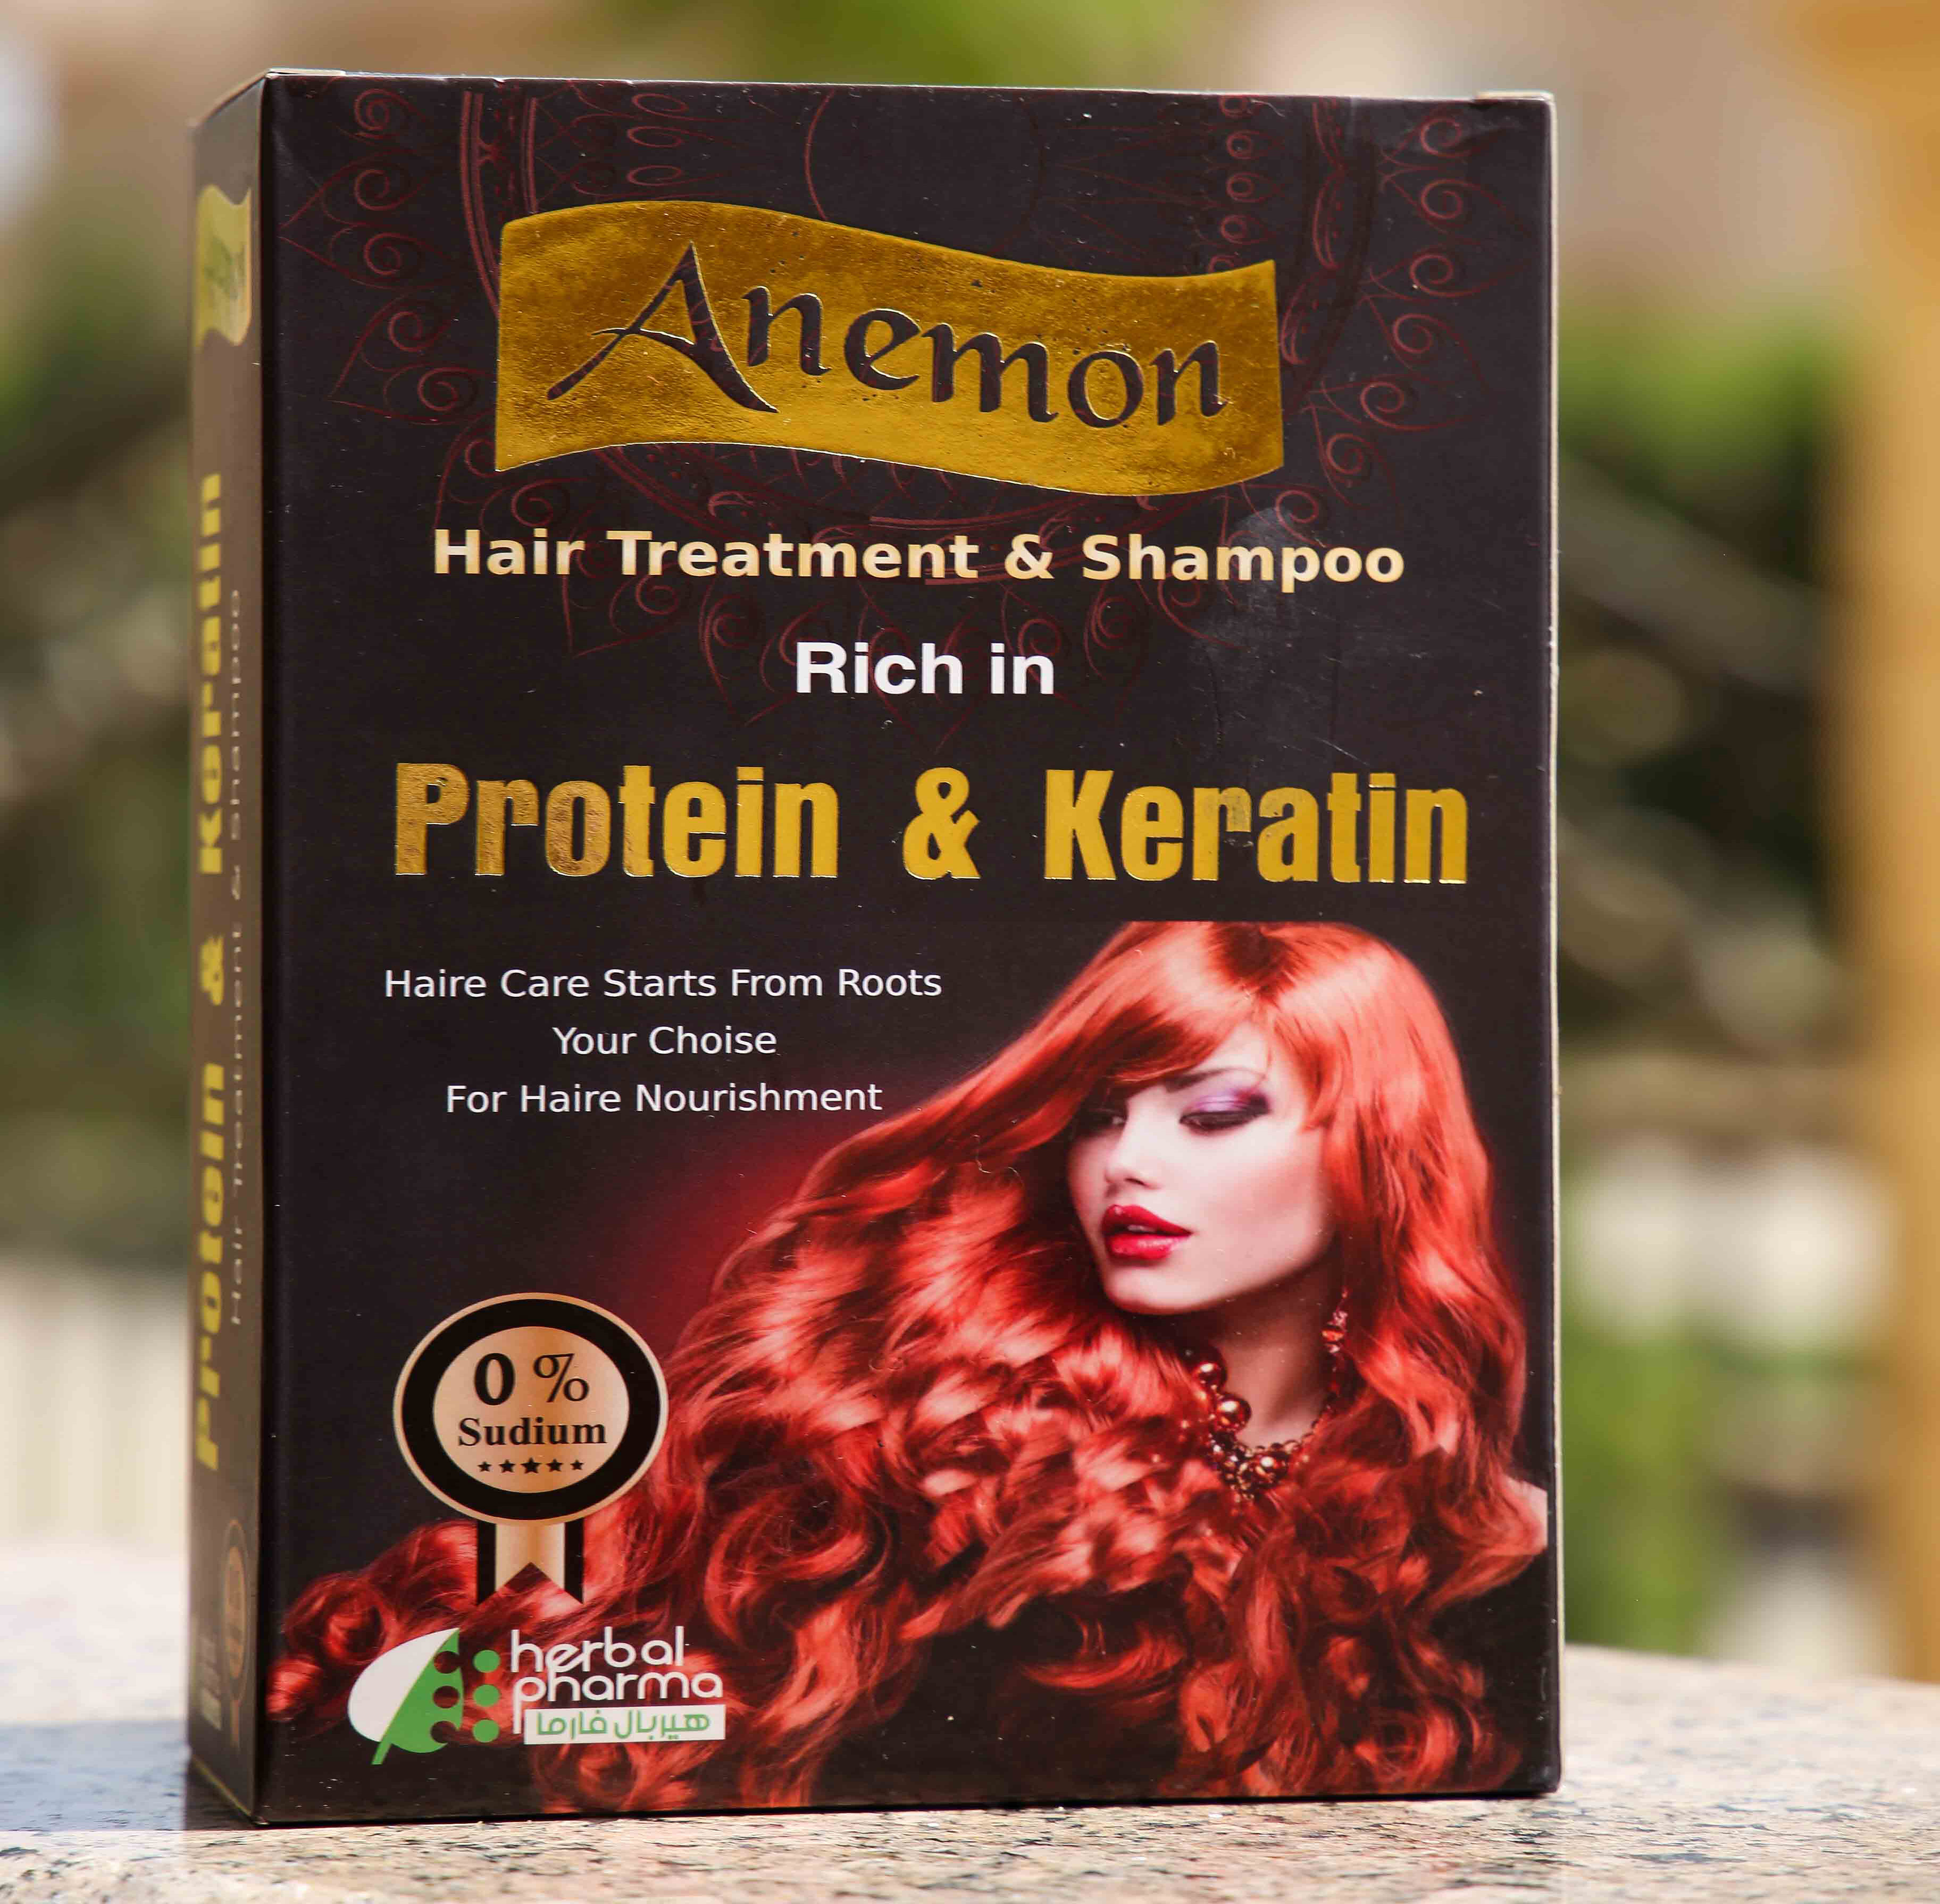 Anemon
Hair Treatment & Shampoo
Rich in
Protein & Keratin
Haire Care Starts From Roots
Your Choise
For Haire Nourishment
0 %
Sudium
herbal
pharma
هيربال فارما
Protein & Keratin
Hair Treatment & Shampoo